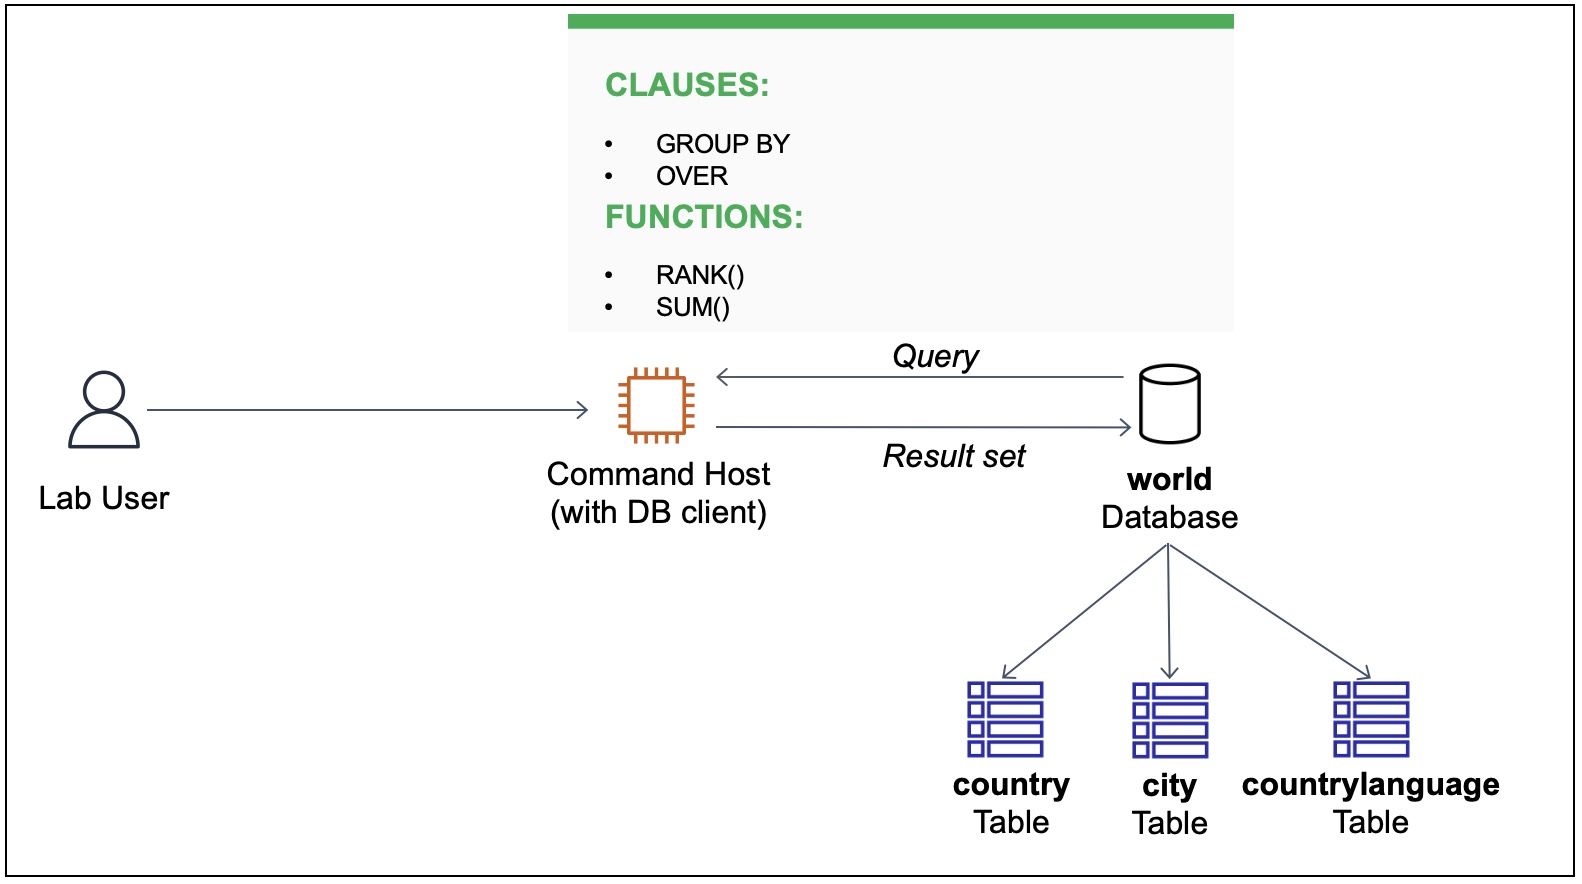 CLAUSES:
• GROUP BY
• OVER
FUNCTIONS:
• RANK()
• SUM()
Query
Result set
Lab User
Command Host
(with DB client)
world
Database
country
Table
city
Table
countrylanguage
Table